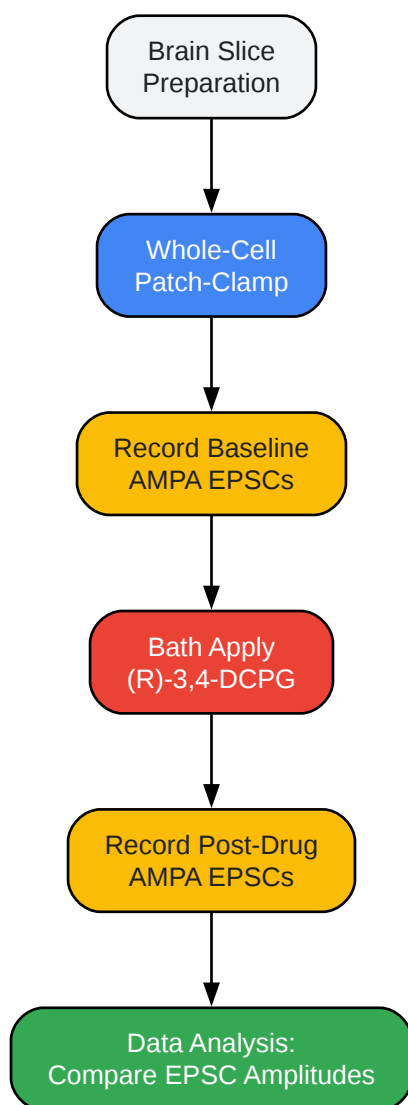 Brain Slice
Preparation
Whole-Cell
Patch-Clamp
Record Baseline
AMPA EPSCs
Bath Apply
(R)-3,4-DCPG
Record Post-Drug
AMPA EPSCs
Data Analysis:
Compare EPSC Amplitudes